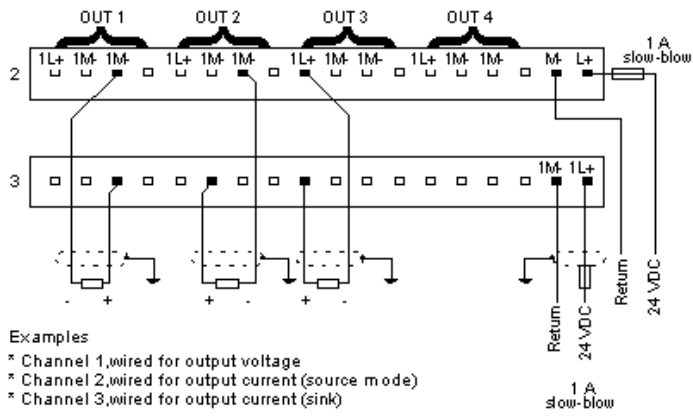 OUT 1 OUT 2 OUT 3 OUT 4
1 A
slow-blow
1L+ 1M- 1M- 1L+ 1M- 1M- 1L+ 1M- 1M- 1L+ 1M- 1M- M- L+
2
1M- 1L+
3
Return
24 VDC
Return
24 VDC
- + + - + -
Examples
* Channel 1,wired for output voltage
* Channel 2,wired for output current (source mode)
* Channel 3,wired for output current (sink)
1 A
slow-blow